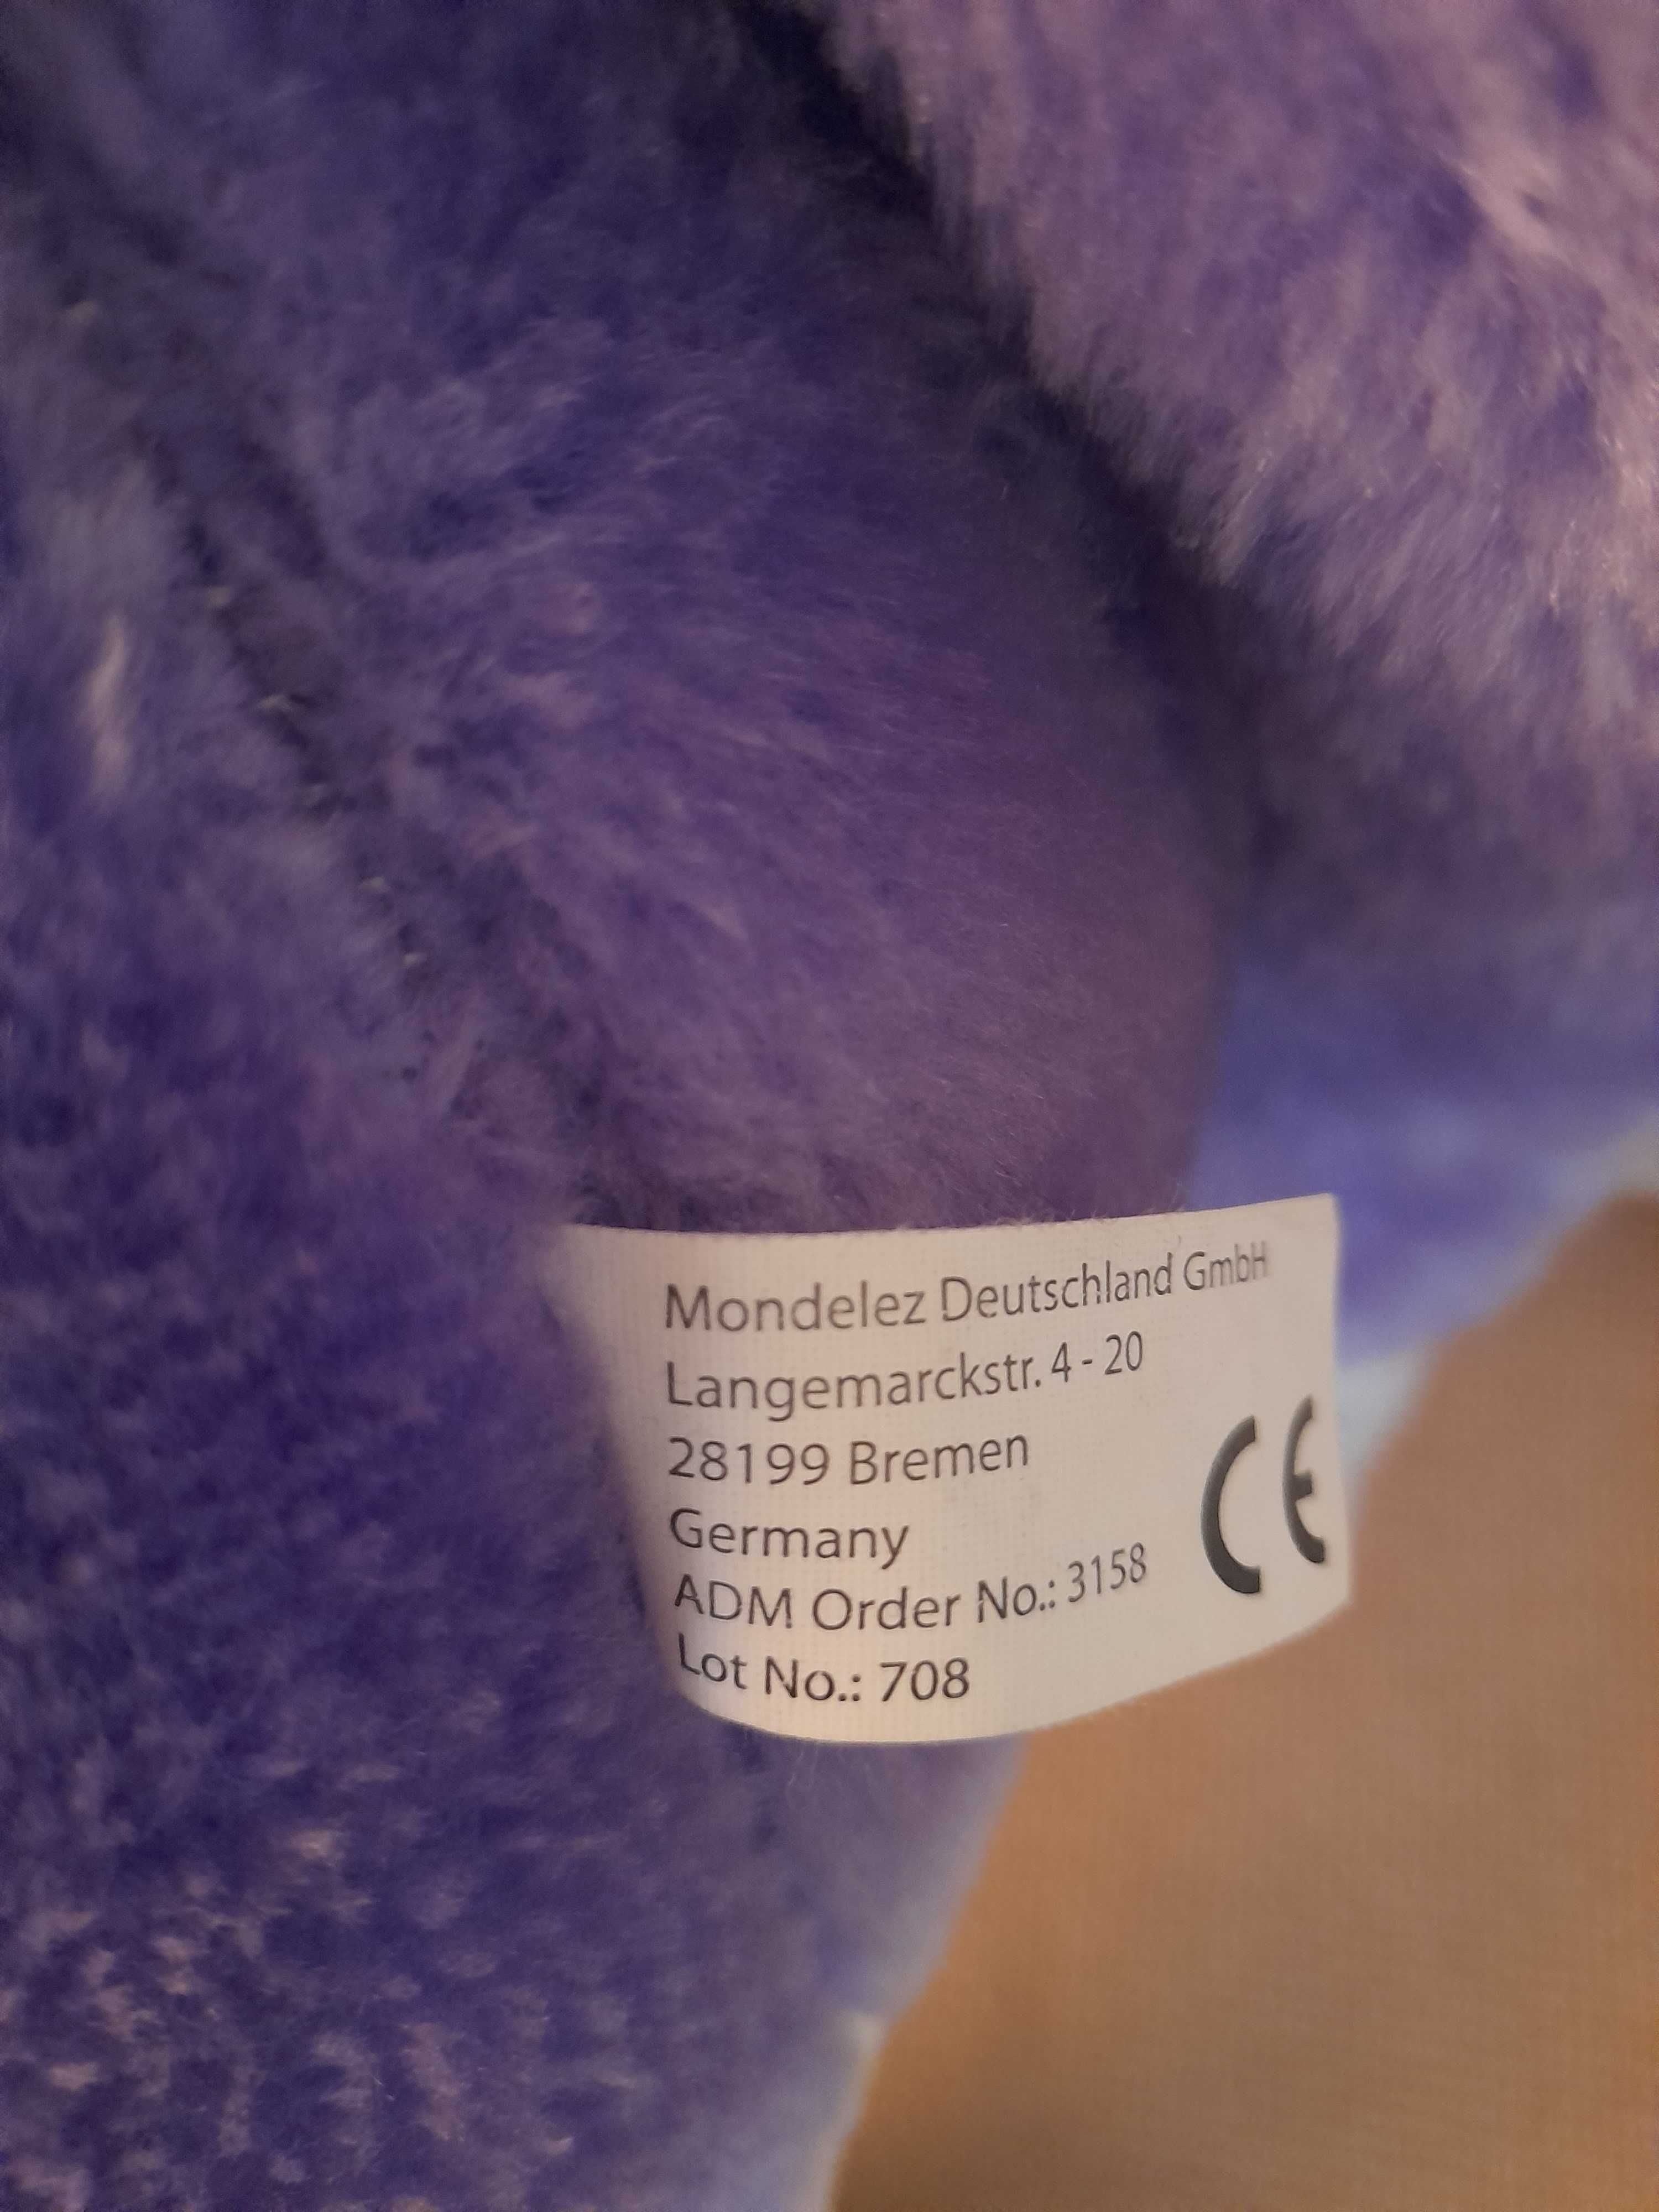 Mondelez Deutschland GmbH
Langemarckstr. 4 - 20
28199 Bremen
Germany
ADM Order No.: 3158
Lot No.: 708
CE